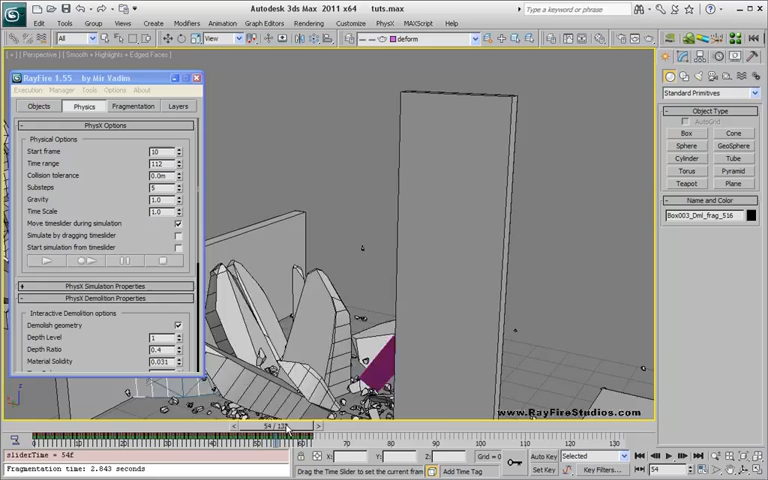 Autodesk 3ds Max 2011 x64 tuts.max
Type a keyword or phrase
Edit Tools Group Views Create Modifiers Animation Graph Editors Rendering Customize PhysX MAXScript Help
All View deform
[+] [Perspective] [Smooth + Highlights + Edged Faces]
RayFire 1.55 by Mir Vadim
Execution Manager Tools Options About
Objects Physics Fragmentation Layers
PhysX Options
Physical Options
Start frame 10
Time range 112
Collision tolerance 0.0m
Substeps 5
Gravity 1.0
Time Scale 1.0
Move timeslider during simulation
Simulate by dragging timeslider
Start simulation from timeslider
PhysX Simulation Properties
PhysX Demolition Properties
Interactive Demolition options
Demolish geometry
Depth Level 1
Depth Ratio 0.4
Material Solidity 0.031
Standard Primitives
Object Type
AutoGrid
Box Cone
Sphere GeoSphere
Cylinder Tube
Torus Pyramid
Teapot Plane
Name and Color
Box003_Dml_frag_516
www.RayFireStudios.com
0 10 20 30 40 50 60 70 80 90 100 110 120 130
sliderTime = 54f
Fragmentation time: 2.843 seconds
X: Y: Z: Grid = 0
Drag the Time Slider to set the current fram
Add Time Tag
Auto Key Selected
Set Key Key Filters...
54